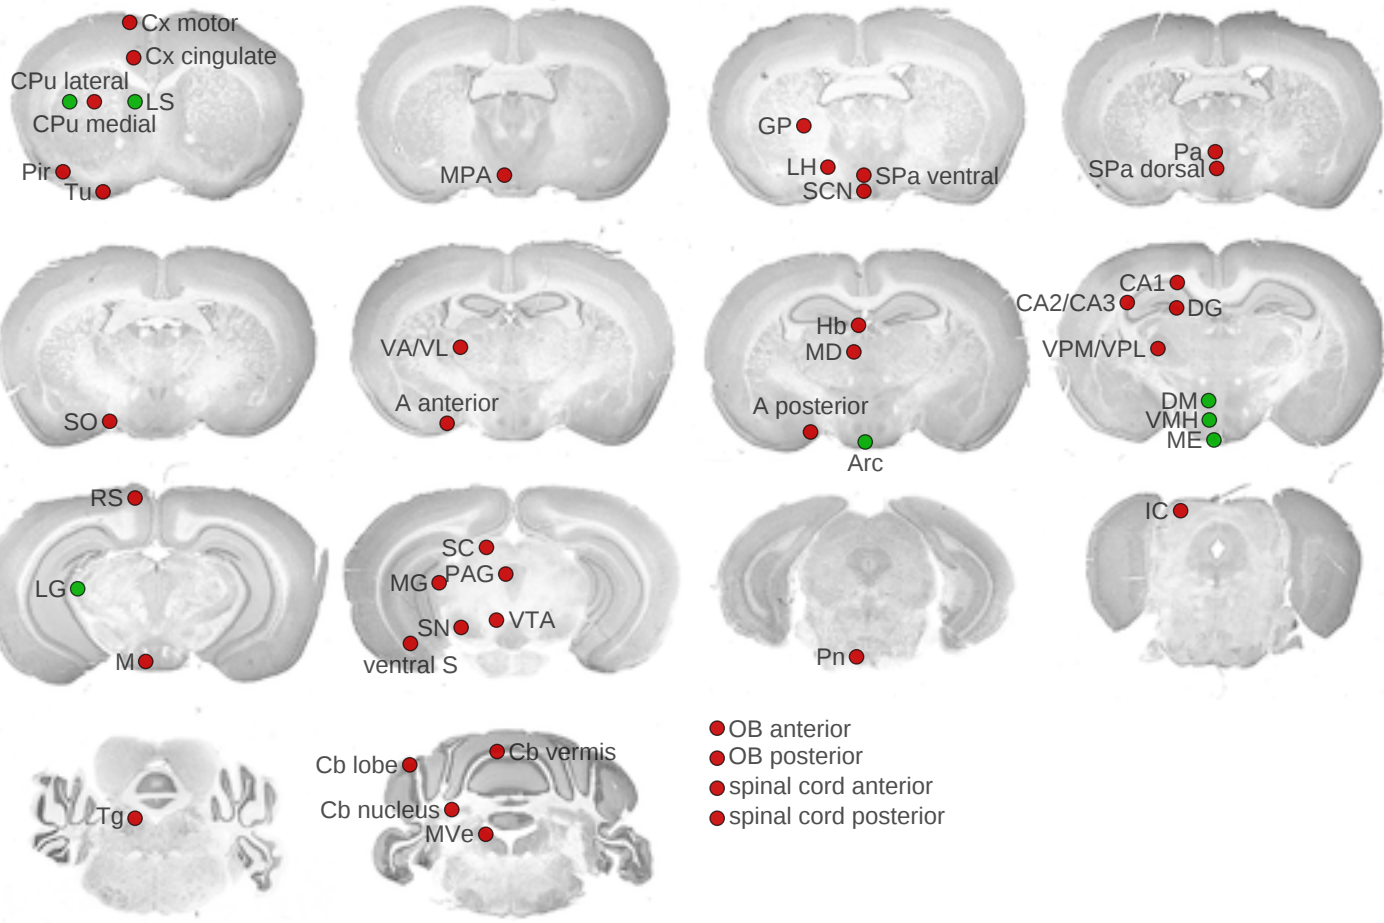 Cx motor
Cx cingulate
CPu lateral
LS
CPu medial
Pir
Tu
MPA
GP
LH
SPa ventral
SCN
Pa
SPa dorsal
SO
VA/VL
A anterior
Hb
MD
A posterior
Arc
CA1
CA2/CA3
DG
VPM/VPL
DM
VMH
ME
RS
LG
M
SC
MG
PAG
SN
VTA
ventral S
Pn
IC
Tg
Cb lobe
Cb vermis
Cb nucleus
MVe
OB anterior
OB posterior
spinal cord anterior
spinal cord posterior